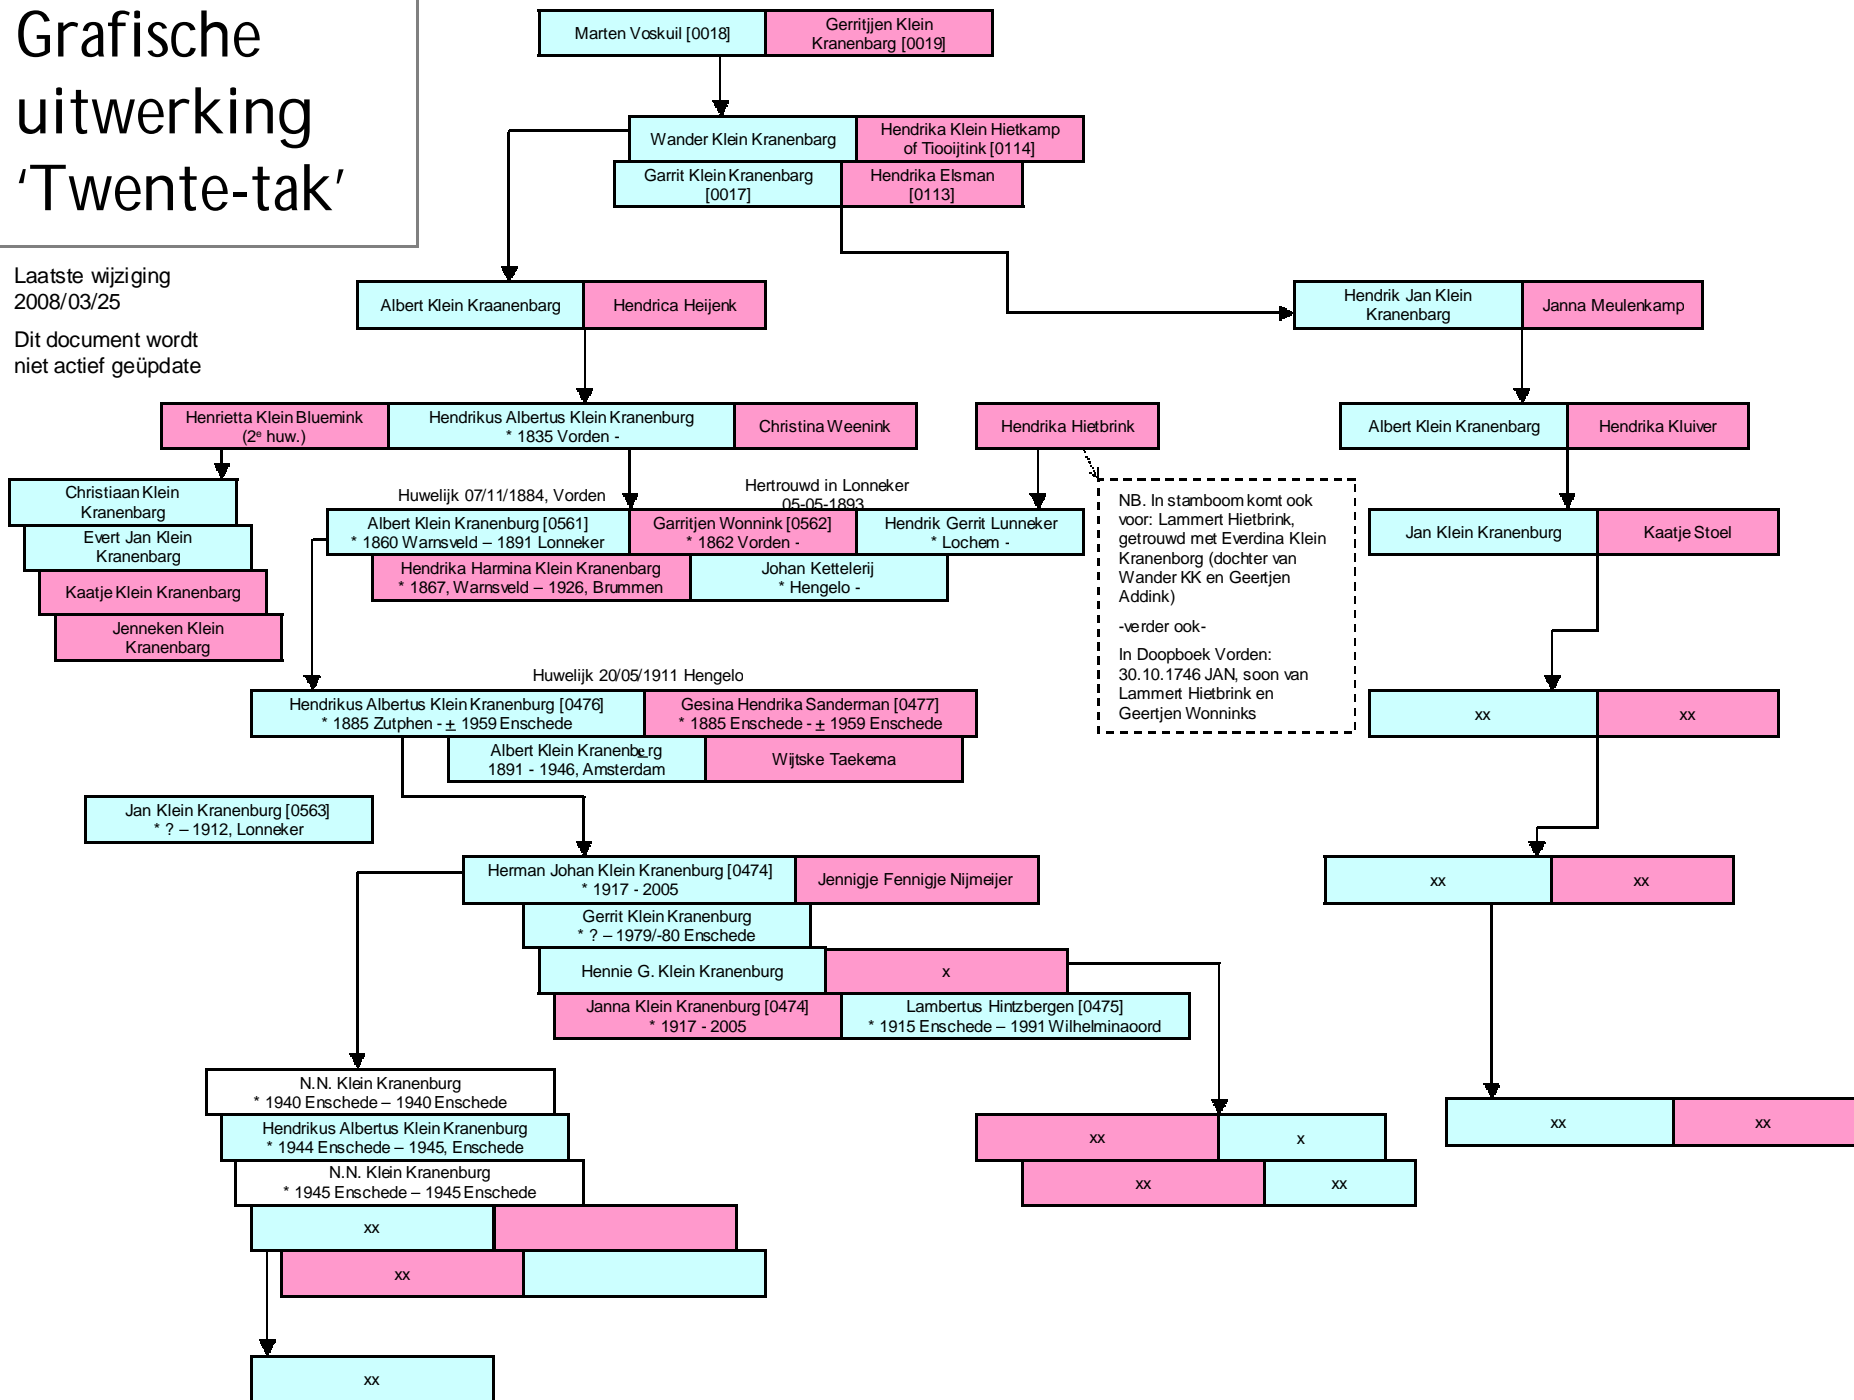 Grafische
uitwerking
‘Twente-tak’
Laatste wijziging
2008/03/25
Dit document wordt
niet actief geüpdate
Marten Voskuil [0018]
Gerritjjen Klein
Kranenbarg [0019]
Wander Klein Kranenbarg
Hendrika Klein Hietkamp
of Tiooijtink [0114]
Garrit Klein Kranenbarg
[0017]
Hendrika Elsman
[0113]
Albert Klein Kraanenbarg
Hendrica Heijenk
Hendrik Jan Klein
Kranenbarg
Janna Meulenkamp
Henrietta Klein Bluemink
(2e huw.)
Hendrikus Albertus Klein Kranenburg
* 1835 Vorden -
Christina Weenink
Hendrika Hietbrink
Albert Klein Kranenbarg
Hendrika Kluiver
Christiaan Klein
Kranenbarg
Evert Jan Klein
Kranenbarg
Kaatje Klein Kranenbarg
Jenneken Klein
Kranenbarg
Huwelijk 07/11/1884, Vorden
Hertrouwd in Lonneker
05-05-1893
Albert Klein Kranenburg [0561]
* 1860 Warnsveld – 1891 Lonneker
Garritjen Wonnink [0562]
* 1862 Vorden -
Hendrik Gerrit Lunneker
* Lochem -
Hendrika Harmina Klein Kranenbarg
* 1867, Warnsveld – 1926, Brummen
Johan Kettelerij
* Hengelo -
NB. In stamboom komt ook
voor: Lammert Hietbrink,
getrouwd met Everdina Klein
Kranenborg (dochter van
Wander KK en Geertjen
Addink)
-verder ook-
In Doopboek Vorden:
30.10.1746 JAN, soon van
Lammert Hietbrink en
Geertjen Wonninks
Jan Klein Kranenburg
Kaatje Stoel
Huwelijk 20/05/1911 Hengelo
Hendrikus Albertus Klein Kranenburg [0476]
* 1885 Zutphen - ± 1959 Enschede
Gesina Hendrika Sanderman [0477]
* 1885 Enschede - ± 1959 Enschede
Albert Klein Kranenberg
1891 - 1946, Amsterdam
Wijtske Taekema
xx
xx
Jan Klein Kranenburg [0563]
* ? – 1912, Lonneker
Herman Johan Klein Kranenburg [0474]
* 1917 - 2005
Jennigje Fennigje Nijmeijer
xx
xx
Gerrit Klein Kranenburg
* ? – 1979/-80 Enschede
Hennie G. Klein Kranenburg
x
Janna Klein Kranenburg [0474]
* 1917 - 2005
Lambertus Hintzbergen [0475]
* 1915 Enschede – 1991 Wilhelminaoord
N.N. Klein Kranenburg
* 1940 Enschede – 1940 Enschede
Hendrikus Albertus Klein Kranenburg
* 1944 Enschede – 1945, Enschede
N.N. Klein Kranenburg
* 1945 Enschede – 1945 Enschede
xx
x
xx
xx
xx
xx
xx
xx
xx